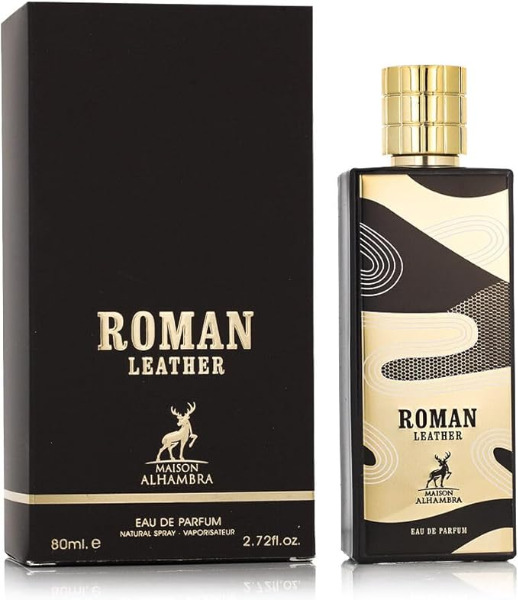 ROMAN
LEATHER
MAISON
ALHAMBRA
EAU DE PARFUM
NATURAL SPRAY - VAPORISATEUR
80ml. e 2.72fl.oz.
ROMAN
LEATHER
MAISON
ALHAMBRA
EAU DE PARFUM